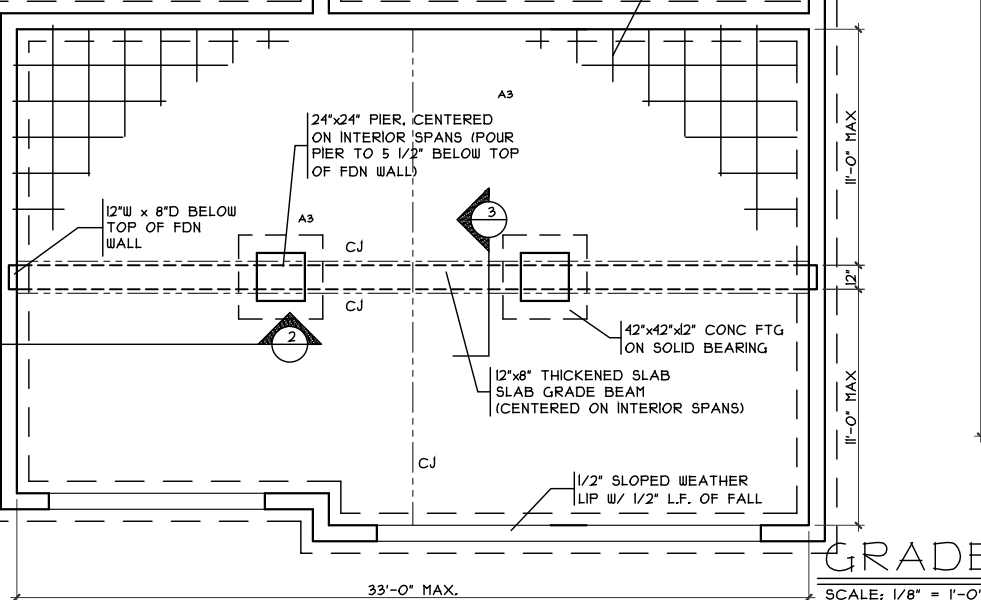 A3
24"x24" PIER, CENTERED
ON INTERIOR SPANS (POUR
PIER TO 5 1/2" BELOW TOP
OF FDN WALL)
11'-0" MAX
12"W x 8"D BELOW
TOP OF FDN
WALL
A3
3
CJ
12"
CJ
2
42"x42"x12" CONC FTG
ON SOLID BEARING
12"x8" THICKENED SLAB
SLAB GRADE BEAM
(CENTERED ON INTERIOR SPANS)
11'-0" MAX
CJ
1/2" SLOPED WEATHER
LIP W/ 1/2" L.F. OF FALL
GRADE
33'-0" MAX.
SCALE: 1/8" = 1'-0"